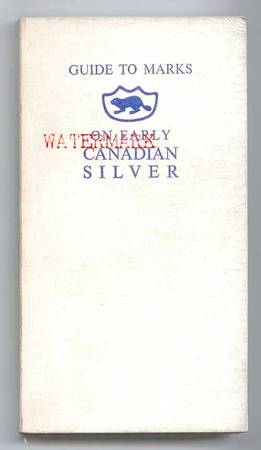 GUIDE TO MARKS
ON EARLY
WATERMARK
CANADIAN
SILVER